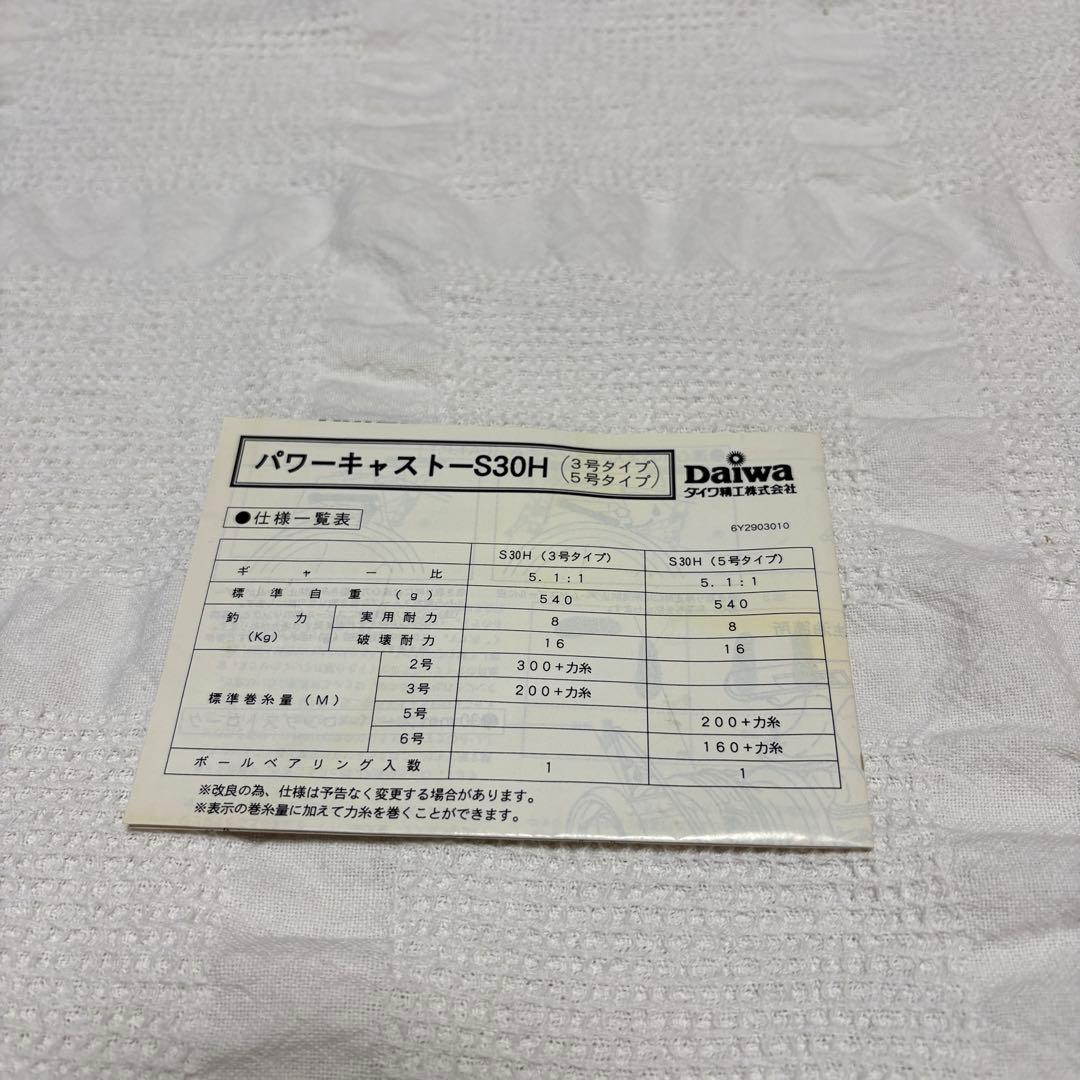 パワーキャストーS30H (3号タイプ 5号タイプ)
Daiwa
ダイワ精工株式会社
●仕様一覧表
6Y2903010
S30H (3号タイプ) S30H (5号タイプ)
ギャー比 5.1:1 5.1:1
標準自重(g) 540 540
釣力(Kg) 実用耐力 8 8
破壊耐力 16 16
標準巻糸量(M) 2号 300+力糸
3号 200+力糸
5号 200+力糸
6号 160+力糸
ボールベアリング入数 1 1
※改良の為、仕様は予告なく変更する場合があります。
※表示の巻糸量に加えて力糸を巻くことができます。